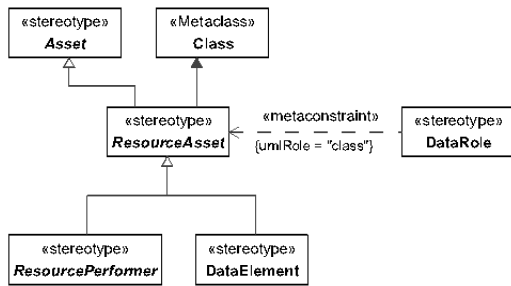 «stereotype»
Asset
«Metaclass»
Class
«stereotype»
ResourceAsset
«metaconstraint»
{umlRole = "class"}
«stereotype»
DataRole
«stereotype»
ResourcePerformer
«stereotype»
DataElement